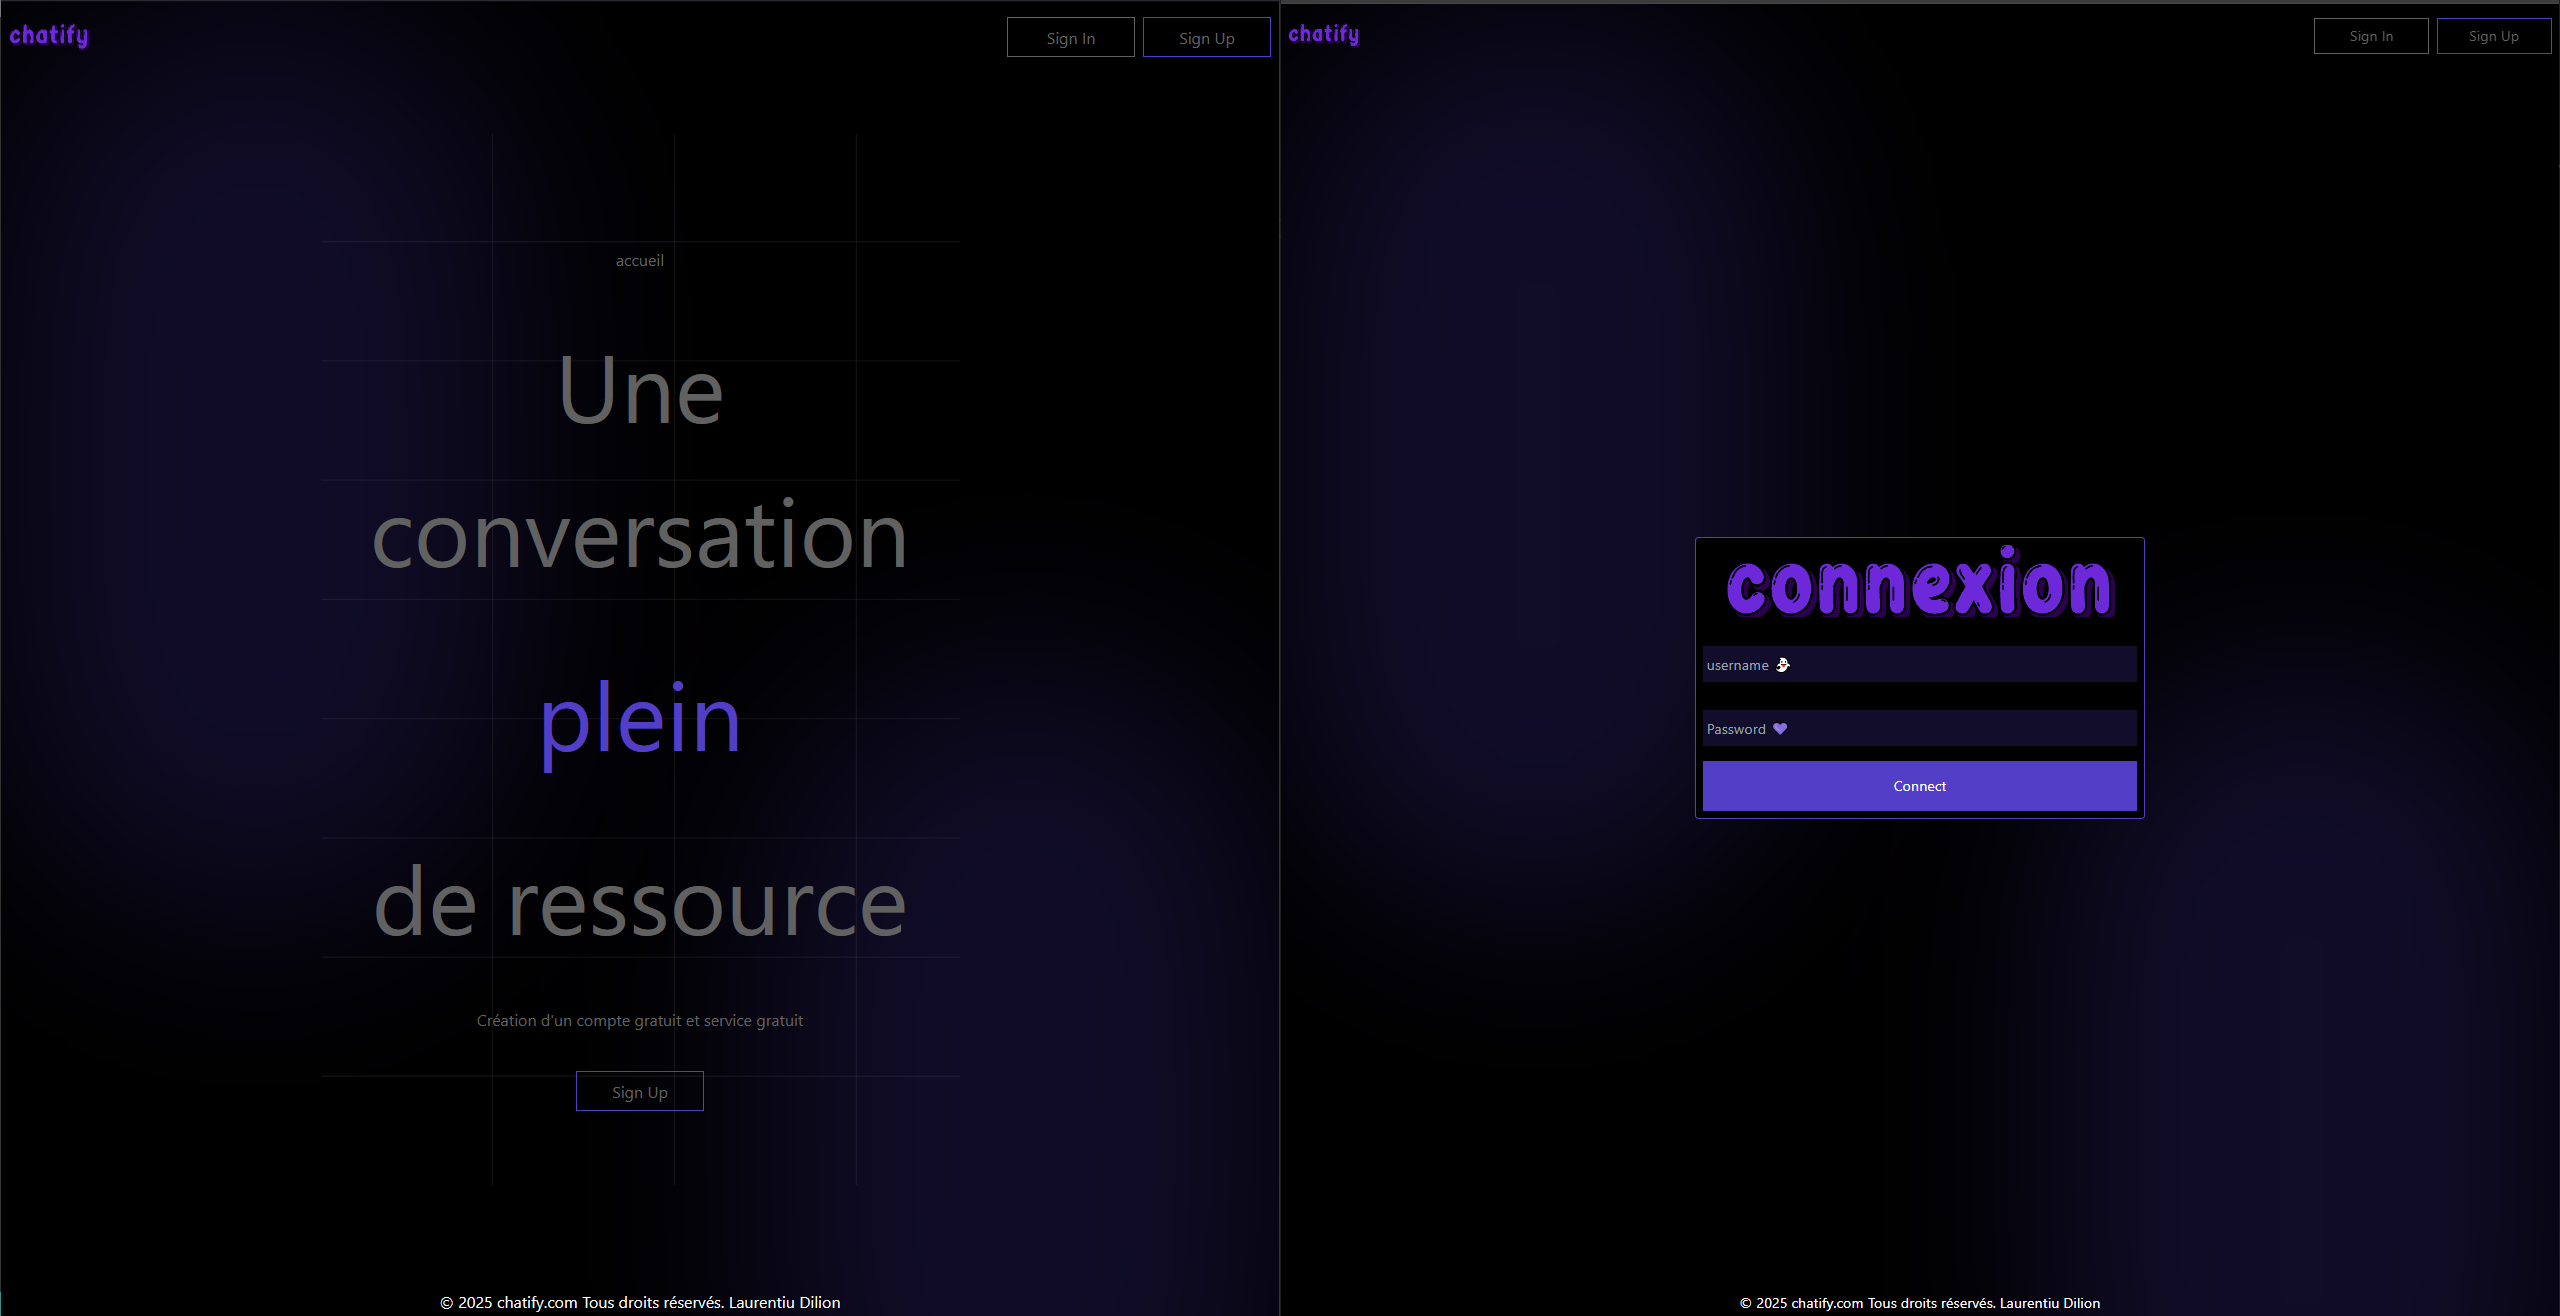 chatify
Sign In
Sign Up
accueil
Une
conversation
plein
de ressource
Création d'un compte gratuit et service gratuit
Sign Up
© 2025 chatify.com Tous droits réservés. Laurentiu Dilion
chatify
Sign In
Sign Up
connexion
username 👻
Password 💜
Connect
© 2025 chatify.com Tous droits réservés. Laurentiu Dilion